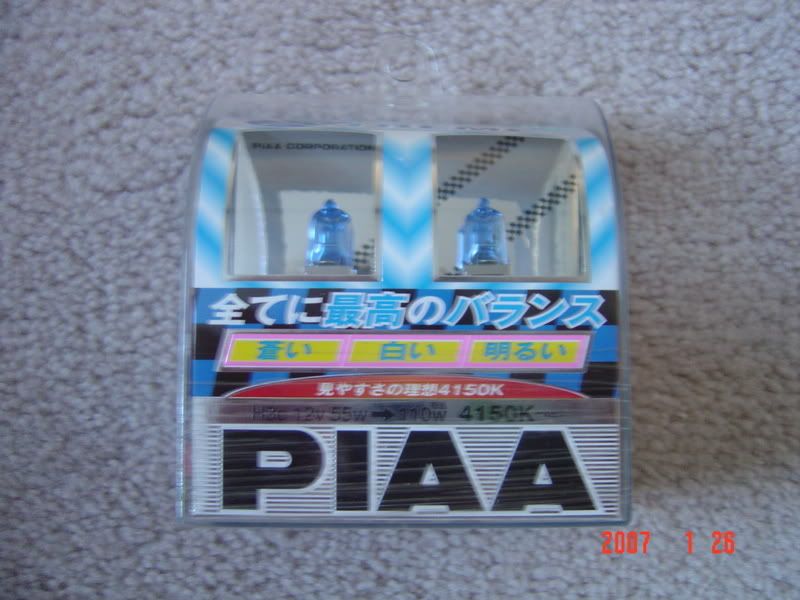 PIAA CORPORATION
全てに最高のバランス
蒼い 白い 明るい
見やすさの理想4150K
H3c 12v 55w ➔ 110w 4150K
PIAA
2007 1 26